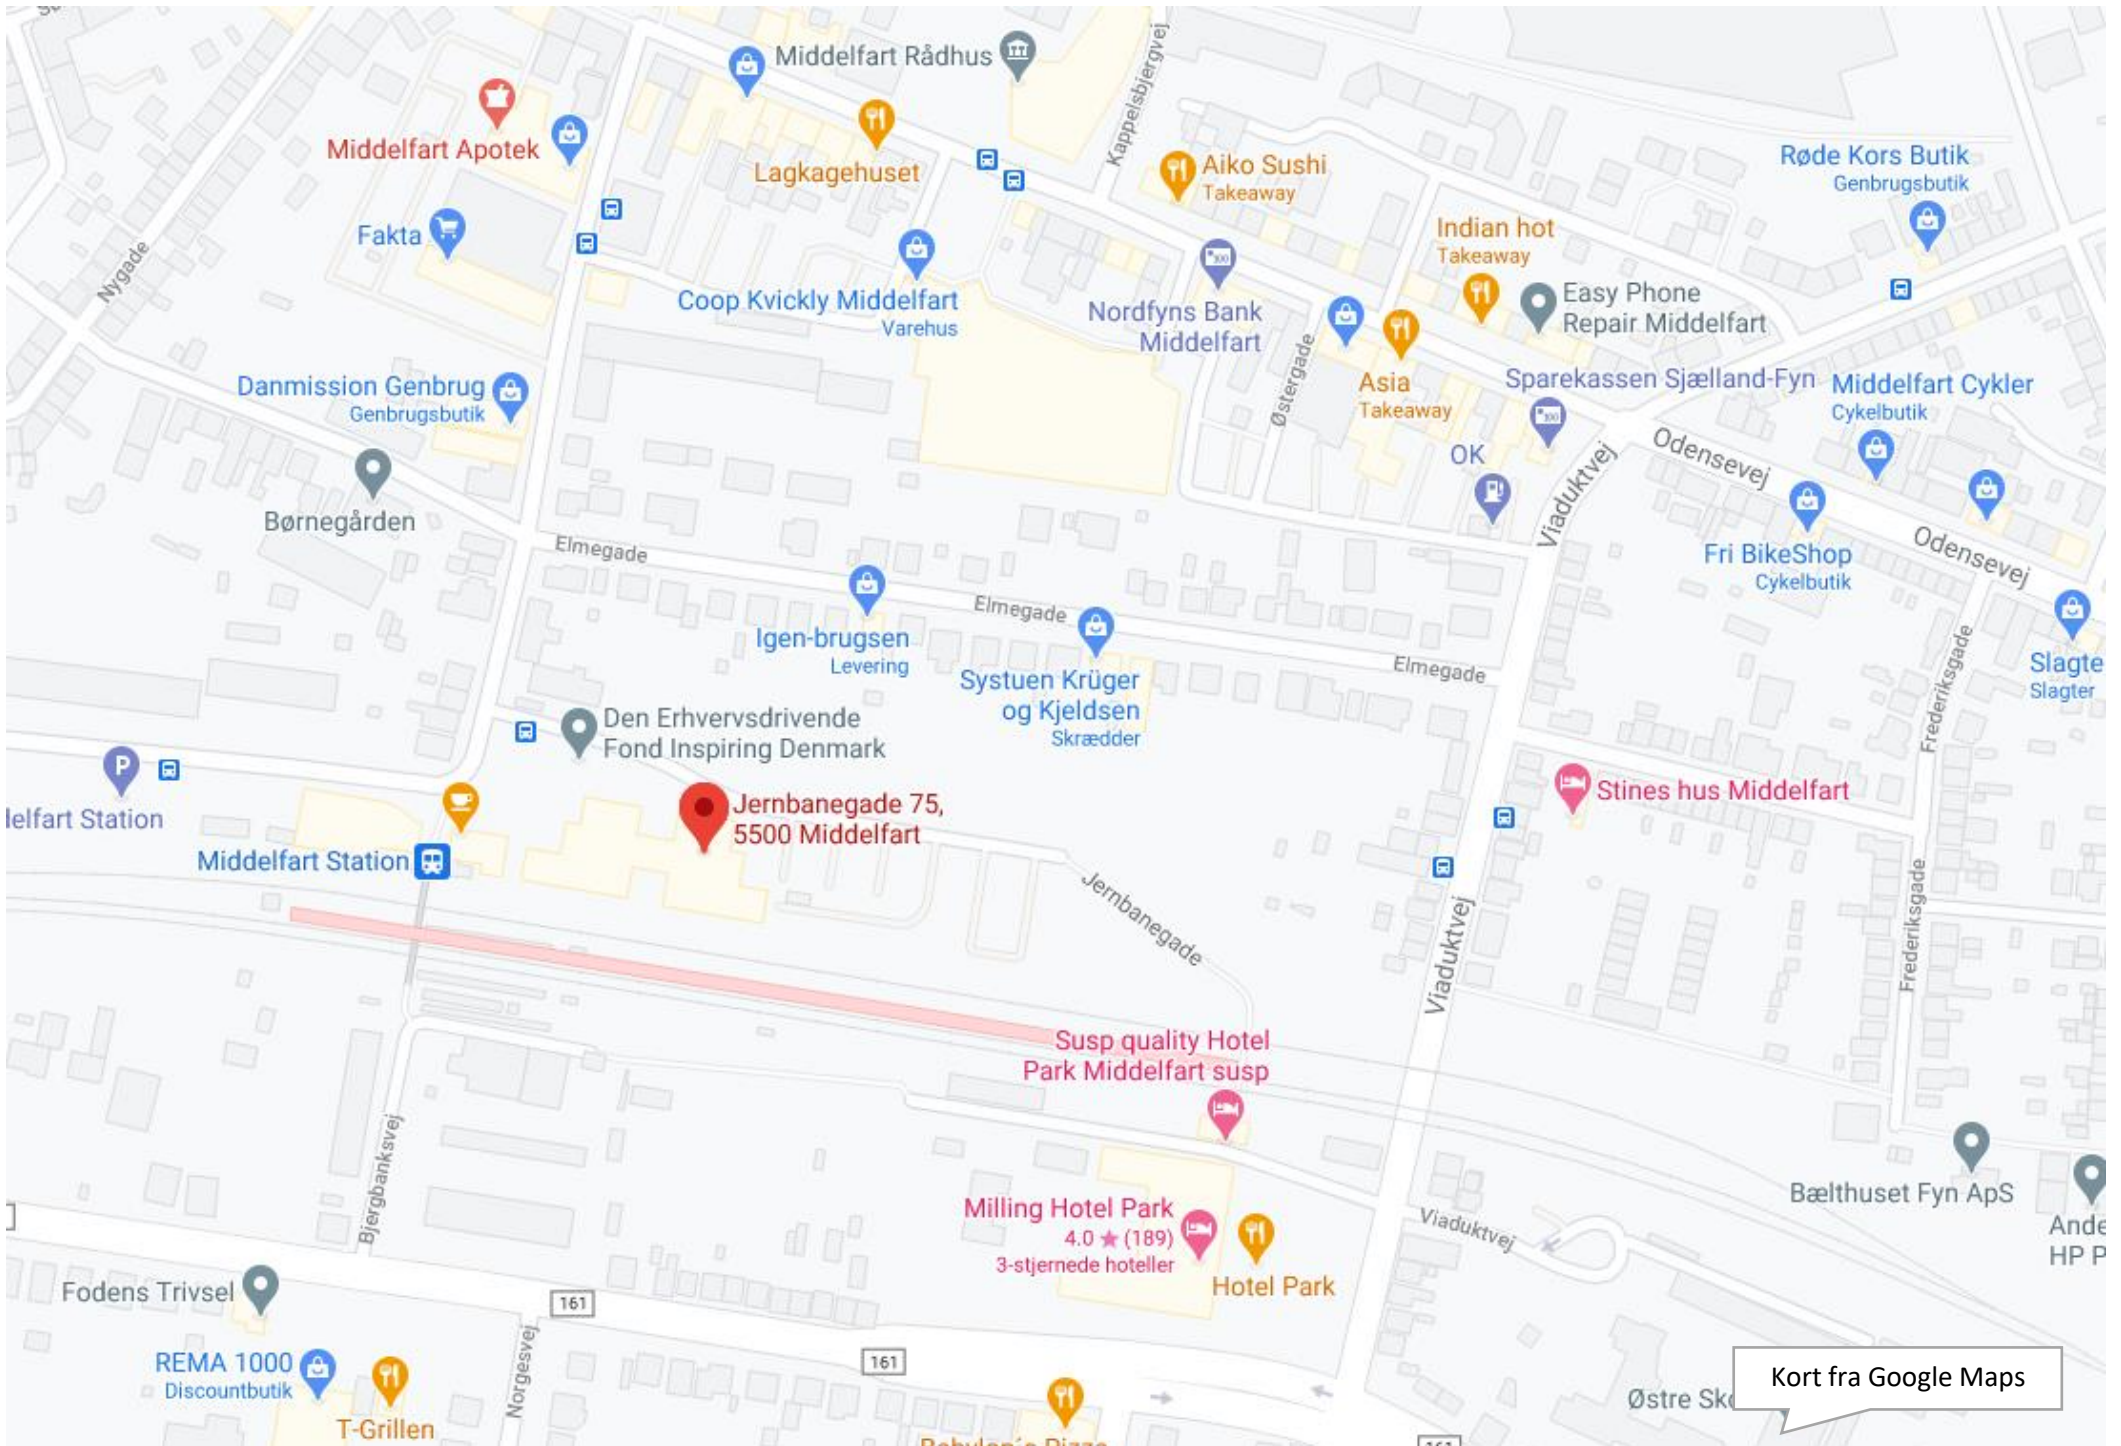 Middelfart Rådhus
Kappelsbjergvej
Middelfart Apotek
Lagkagehuset
Aiko Sushi
Takeaway
Røde Kors Butik
Genbrugsbutik
Fakta
Nygade
Indian hot
Takeaway
Coop Kvickly Middelfart
Varehus
Nordfyns Bank
Middelfart
Easy Phone
Repair Middelfart
Østergade
Danmission Genbrug
Genbrugsbutik
Asia
Takeaway
Sparekassen Sjælland-Fyn
Middelfart Cykler
Cykelbutik
OK
Odensevej
Viaduktvej
Børnegården
Elmegade
Fri BikeShop
Cykelbutik
Odensevej
Igen-brugsen
Levering
Elmegade
Systuen Krüger
og Kjeldsen
Skrædder
Elmegade
Frederiksgade
Slagte
Slagter
Den Erhvervsdrivende
Fond Inspiring Denmark
P
delfart Station
Jernbanegade 75,
5500 Middelfart
Stines hus Middelfart
Middelfart Station
Jernbanegade
Viaduktvej
Frederiksgade
Susp quality Hotel
Park Middelfart susp
Bjergbanksvej
Bælthuset Fyn ApS
Milling Hotel Park
4.0 ★ (189)
3-stjernede hoteller
Viaduktvej
Ande
HP P
Hotel Park
Fodens Trivsel
161
Norgesvej
161
REMA 1000
Discountbutik
T-Grillen
Kort fra Google Maps
Østre Sko
161